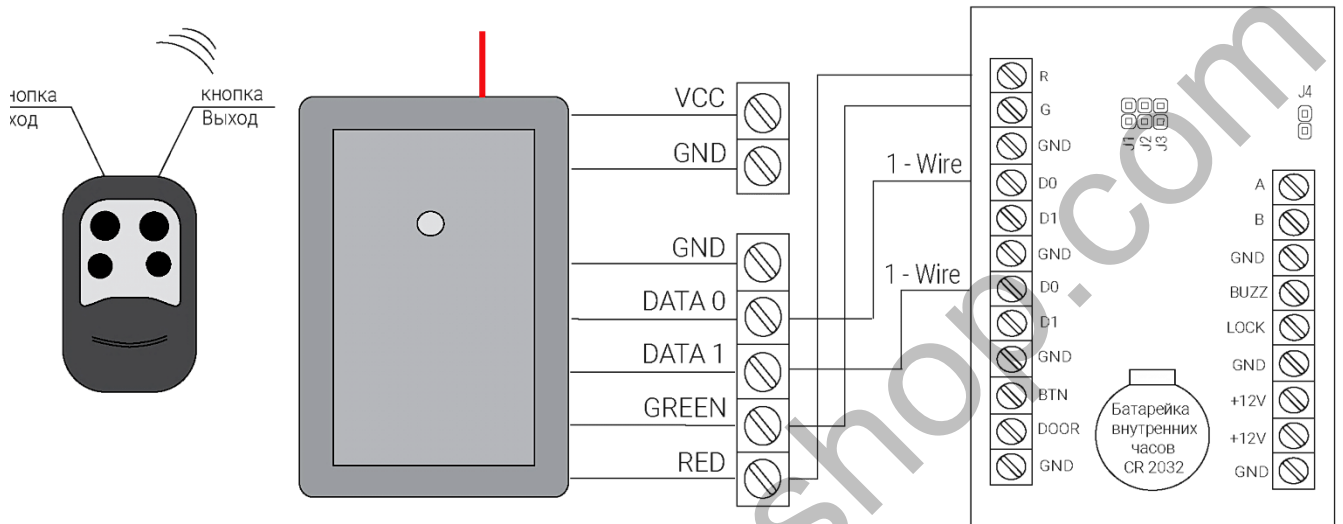 нопка
ход
кнопка
Выход
VCC
GND
GND
DATA 0
DATA 1
GREEN
RED
1 - Wire
1 - Wire
R
G
GND
D0
D1
GND
D0
D1
GND
BTN
DOOR
GND
J1
J2
J3
J4
A
B
GND
BUZZ
LOCK
GND
+12V
+12V
GND
Батарейка
внутренних
часов
CR 2032
shop.com